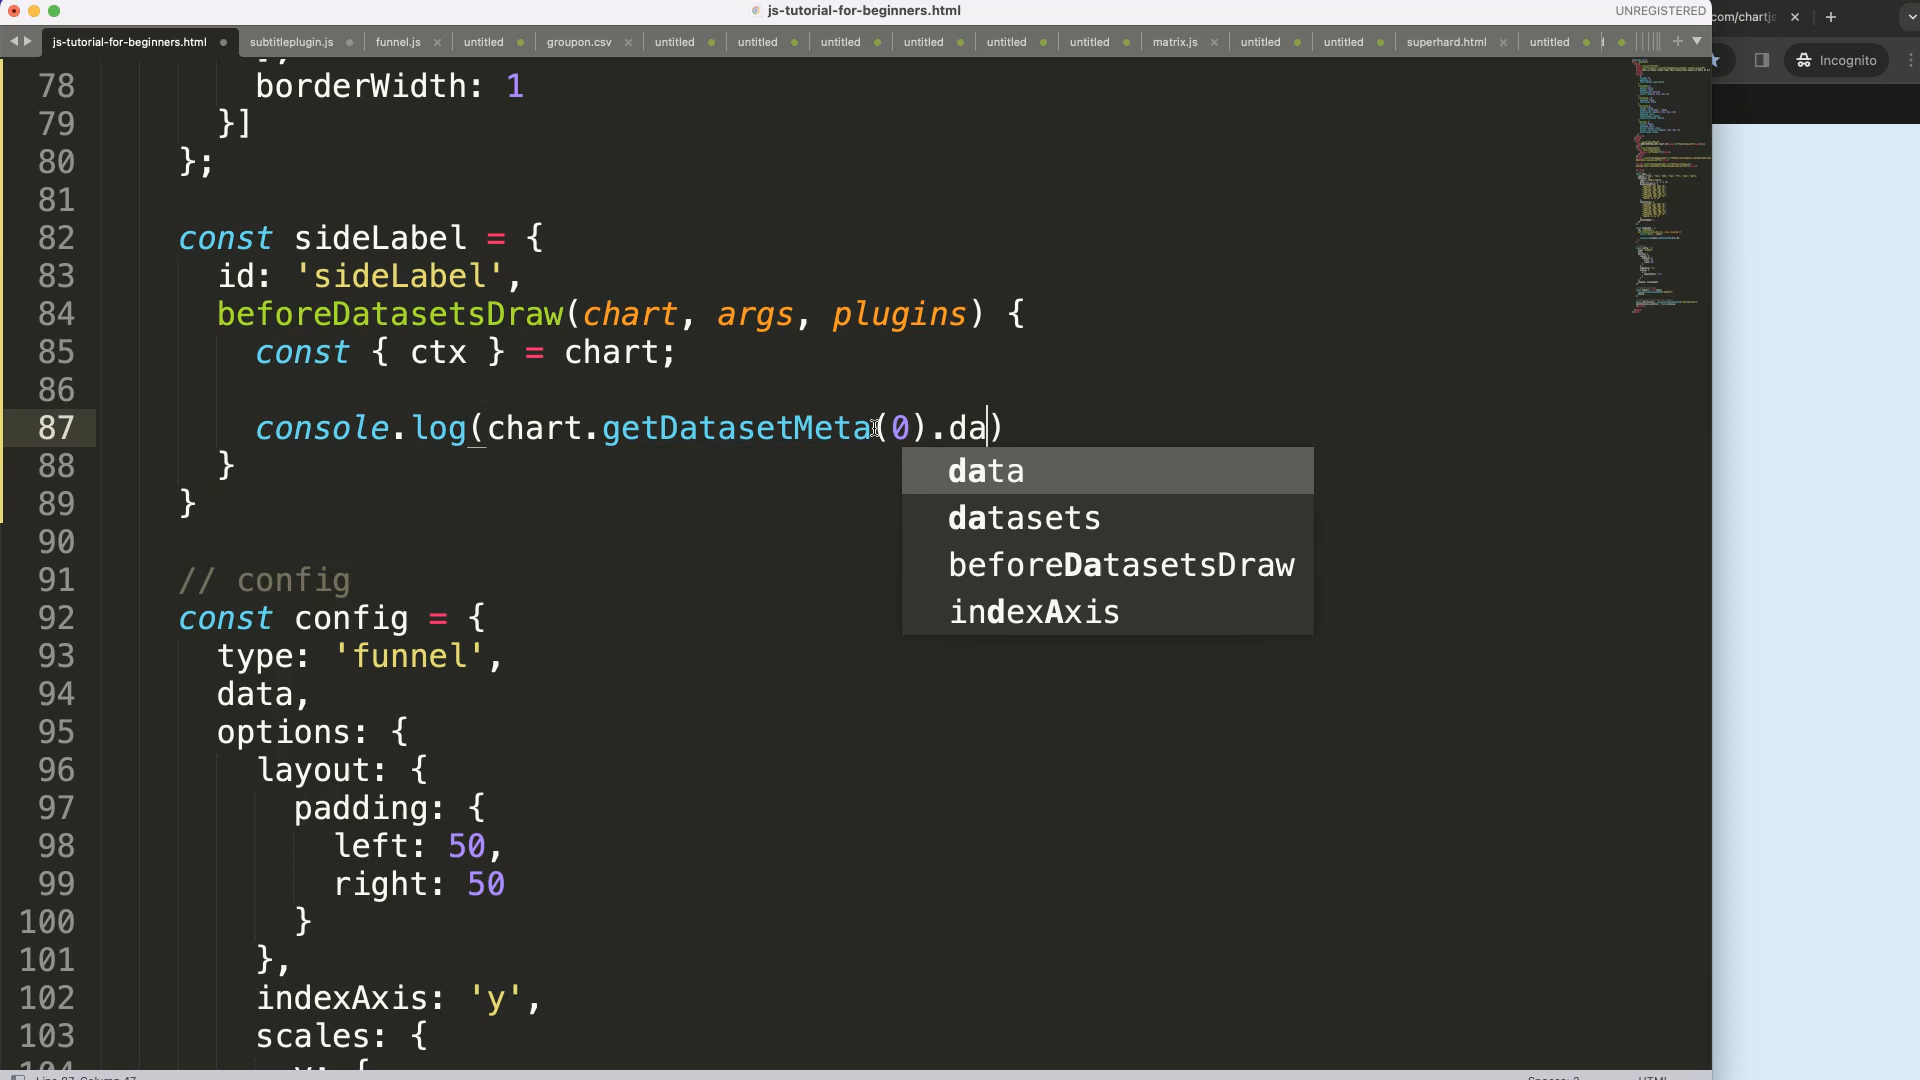 js-tutorial-for-beginners.html
UNREGISTERED
com/chartjs
js-tutorial-for-beginners.html subtitleplugin.js funnel.js untitled groupon.csv untitled untitled untitled untitled untitled untitled matrix.js untitled untitled superhard.html untitled
Incognito
78 borderWidth: 1
79 }]
80 };
81
82 const sideLabel = {
83 id: 'sideLabel',
84 beforeDatasetsDraw(chart, args, plugins) {
85 const { ctx } = chart;
86
87 console.log(chart.getDatasetMeta(0).da)
data
datasets
beforeDatasetsDraw
indexAxis
88 }
89 }
90
91 // config
92 const config = {
93 type: 'funnel',
94 data,
95 options: {
96 layout: {
97 padding: {
98 left: 50,
99 right: 50
100 }
101 },
102 indexAxis: 'y',
103 scales: {